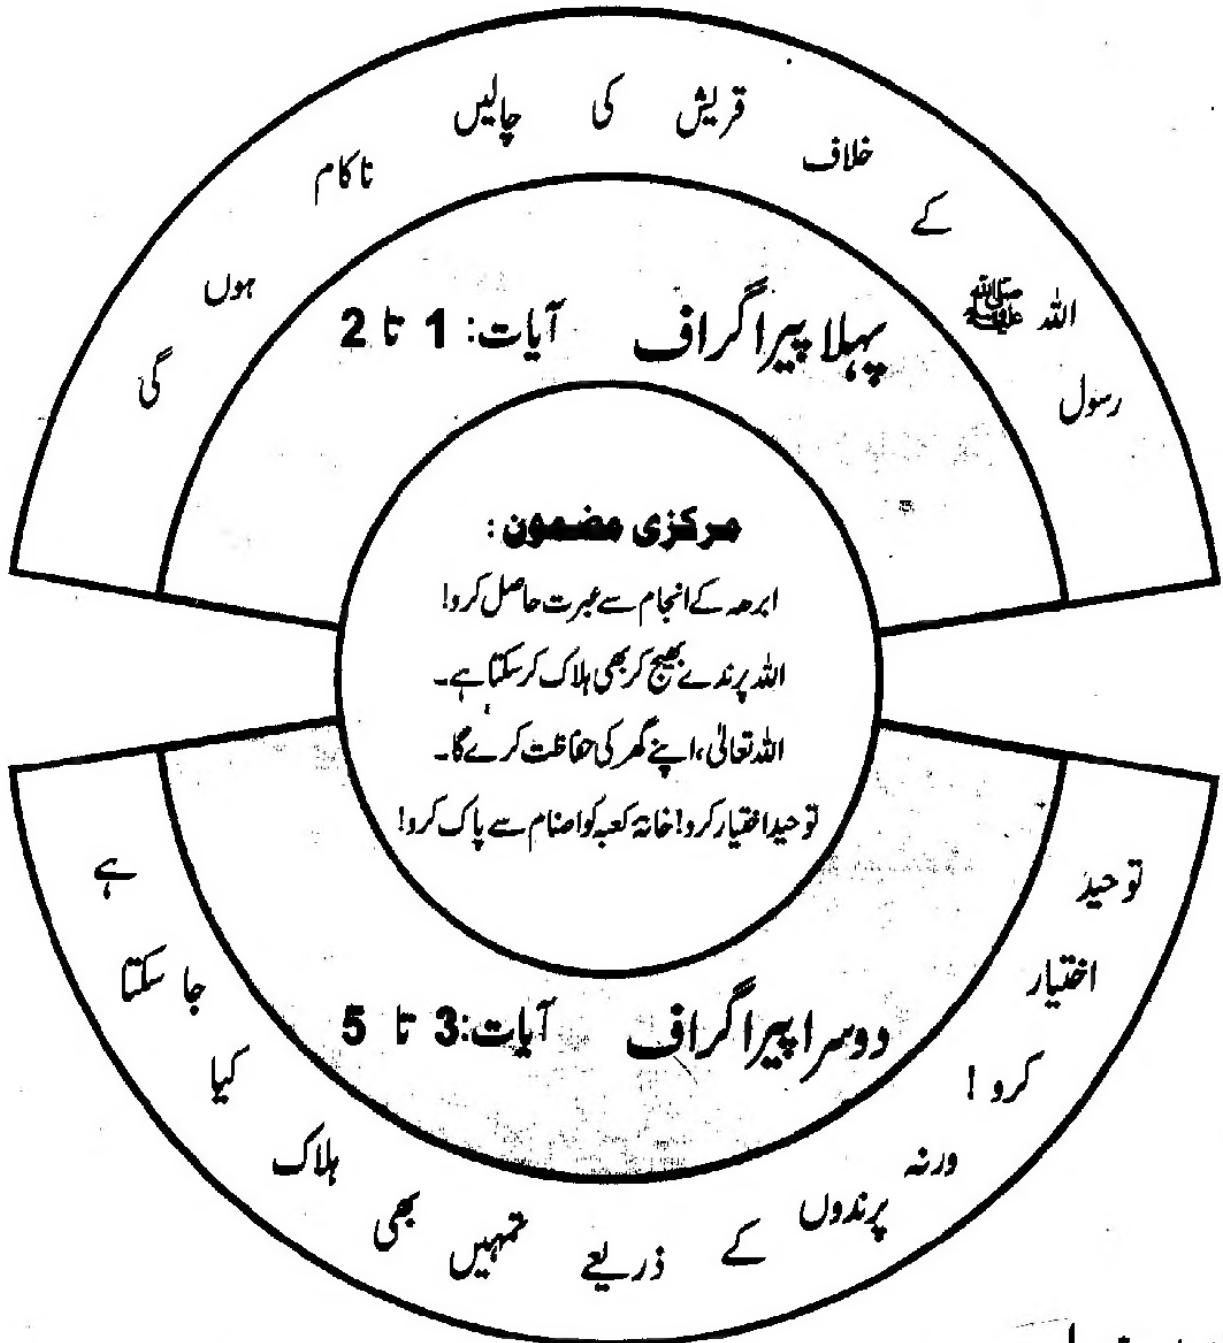 رسول اللہ ﷺ کے خلاف قریش کی چالیں ناکام ہوں گی
پہلا پیراگراف آیات: 1 تا 2
مرکزی مضمون :
ابرھہ کے انجام سے عبرت حاصل کرو!
اللہ پرندے بھیج کر بھی ہلاک کر سکتا ہے۔
اللہ تعالیٰ، اپنے گھر کی حفاظت کرے گا۔
توحید اختیار کرو! خانہ کعبہ کو اصنام سے پاک کرو!
دوسرا پیراگراف آیات: 3 تا 5
توحید اختیار کرو ! ورنہ پرندوں کے ذریعے تمہیں بھی ہلاک کیا جا سکتا ہے